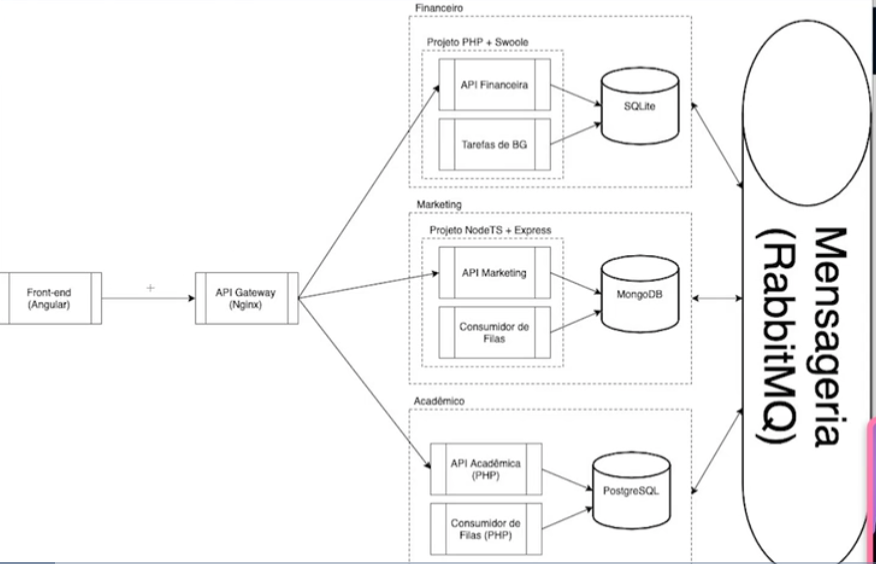 Financeiro
Projeto PHP + Swoole
API Financeira
SQLite
Tarefas de BG
Marketing
Projeto NodeTS + Express
API Marketing
MongoDB
Consumidor de
Filas
Front-end
(Angular)
API Gateway
(Nginx)
Acadêmico
API Acadêmica
(PHP)
PostgreSQL
Consumidor de
Filas (PHP)
Mensageria
(RabbitMQ)